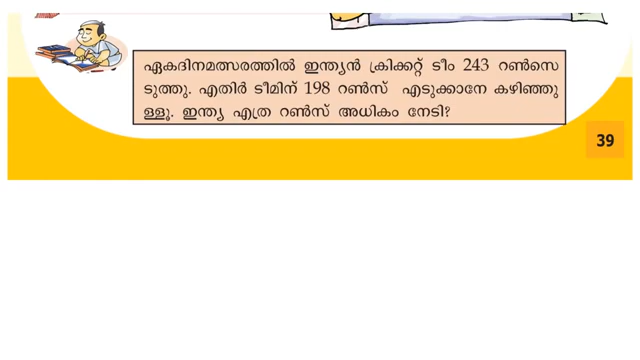 ഏകദിനമത്സരത്തിൽ ഇന്ത്യൻ ക്രിക്കറ്റ് ടീം 243 റൺസെ
ടുത്തു. എതിർ ടീമിന് 198 റൺസ് എടുക്കാനേ കഴിഞ്ഞു
ള്ളൂ. ഇന്ത്യ എത്ര റൺസ് അധികം നേടി?
39